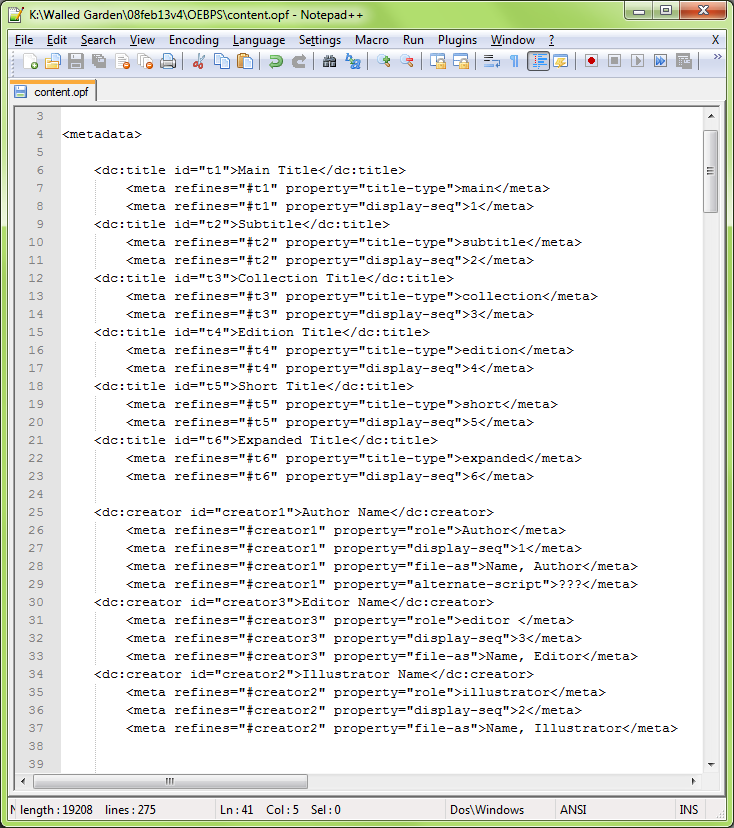 K:\Walled Garden\08feb13v4\OEBPS\content.opf - Notepad++
File Edit Search View Encoding Language Settings Macro Run Plugins Window ? X
content.opf
3
4 <metadata>
5
6 <dc:title id="t1">Main Title</dc:title>
7 <meta refines="#t1" property="title-type">main</meta>
8 <meta refines="#t1" property="display-seq">1</meta>
9 <dc:title id="t2">Subtitle</dc:title>
10 <meta refines="#t2" property="title-type">subtitle</meta>
11 <meta refines="#t2" property="display-seq">2</meta>
12 <dc:title id="t3">Collection Title</dc:title>
13 <meta refines="#t3" property="title-type">collection</meta>
14 <meta refines="#t3" property="display-seq">3</meta>
15 <dc:title id="t4">Edition Title</dc:title>
16 <meta refines="#t4" property="title-type">edition</meta>
17 <meta refines="#t4" property="display-seq">4</meta>
18 <dc:title id="t5">Short Title</dc:title>
19 <meta refines="#t5" property="title-type">short</meta>
20 <meta refines="#t5" property="display-seq">5</meta>
21 <dc:title id="t6">Expanded Title</dc:title>
22 <meta refines="#t6" property="title-type">expanded</meta>
23 <meta refines="#t6" property="display-seq">6</meta>
24
25 <dc:creator id="creator1">Author Name</dc:creator>
26 <meta refines="#creator1" property="role">Author</meta>
27 <meta refines="#creator1" property="display-seq">1</meta>
28 <meta refines="#creator1" property="file-as">Name, Author</meta>
29 <meta refines="#creator1" property="alternate-script">???</meta>
30 <dc:creator id="creator3">Editor Name</dc:creator>
31 <meta refines="#creator3" property="role">editor </meta>
32 <meta refines="#creator3" property="display-seq">3</meta>
33 <meta refines="#creator3" property="file-as">Name, Editor</meta>
34 <dc:creator id="creator2">Illustrator Name</dc:creator>
35 <meta refines="#creator2" property="role">illustrator</meta>
36 <meta refines="#creator2" property="display-seq">2</meta>
37 <meta refines="#creator2" property="file-as">Name, Illustrator</meta>
38
39
length : 19208 lines : 275 Ln : 41 Col : 5 Sel : 0 Dos\Windows ANSI INS